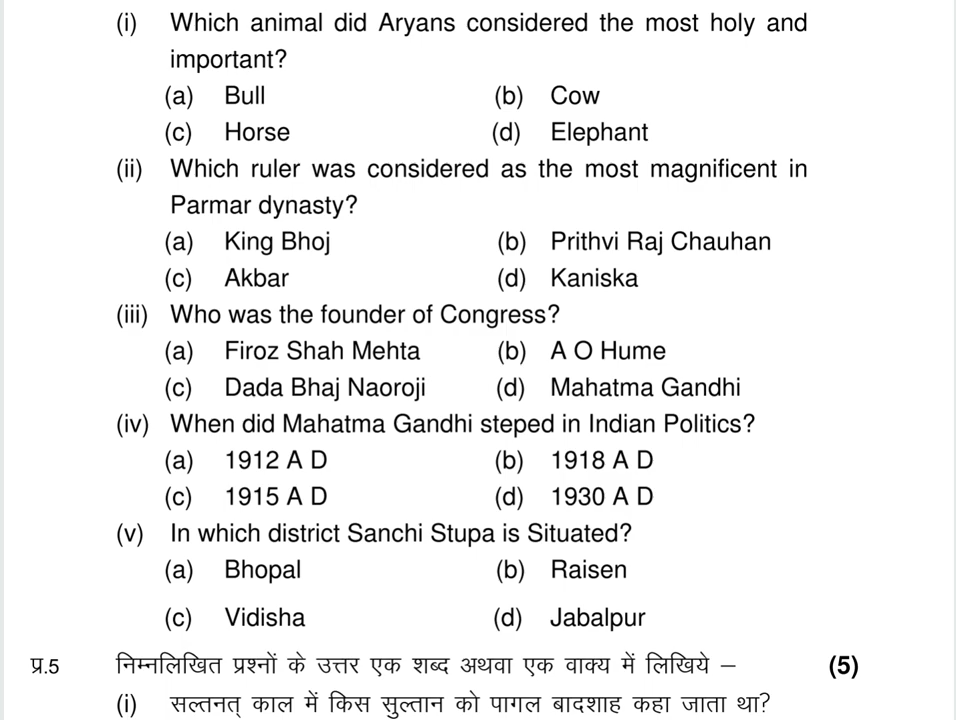 (i) Which animal did Aryans considered the most holy and
important?
(a) Bull (b) Cow
(c) Horse (d) Elephant
(ii) Which ruler was considered as the most magnificent in
Parmar dynasty?
(a) King Bhoj (b) Prithvi Raj Chauhan
(c) Akbar (d) Kaniska
(iii) Who was the founder of Congress?
(a) Firoz Shah Mehta (b) A O Hume
(c) Dada Bhaj Naoroji (d) Mahatma Gandhi
(iv) When did Mahatma Gandhi steped in Indian Politics?
(a) 1912 A D (b) 1918 A D
(c) 1915 A D (d) 1930 A D
(v) In which district Sanchi Stupa is Situated?
(a) Bhopal (b) Raisen
(c) Vidisha (d) Jabalpur
प्र.5 निम्नलिखित प्रश्नों के उत्तर एक शब्द अथवा एक वाक्य में लिखिये – (5)
(i) सल्तनत् काल में किस सुल्तान को पागल बादशाह कहा जाता था?